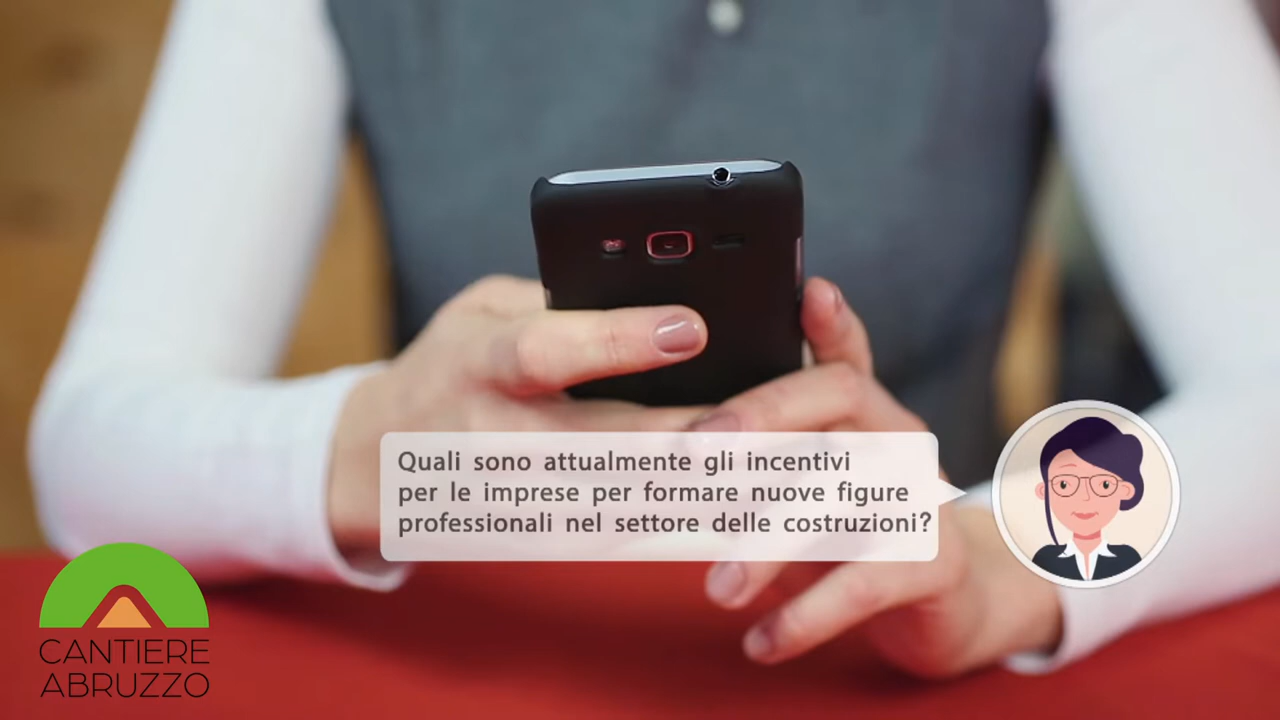 Quali sono attualmente gli incentivi
per le imprese per formare nuove figure
professionali nel settore delle costruzioni?
CANTIERE
ABRUZZO